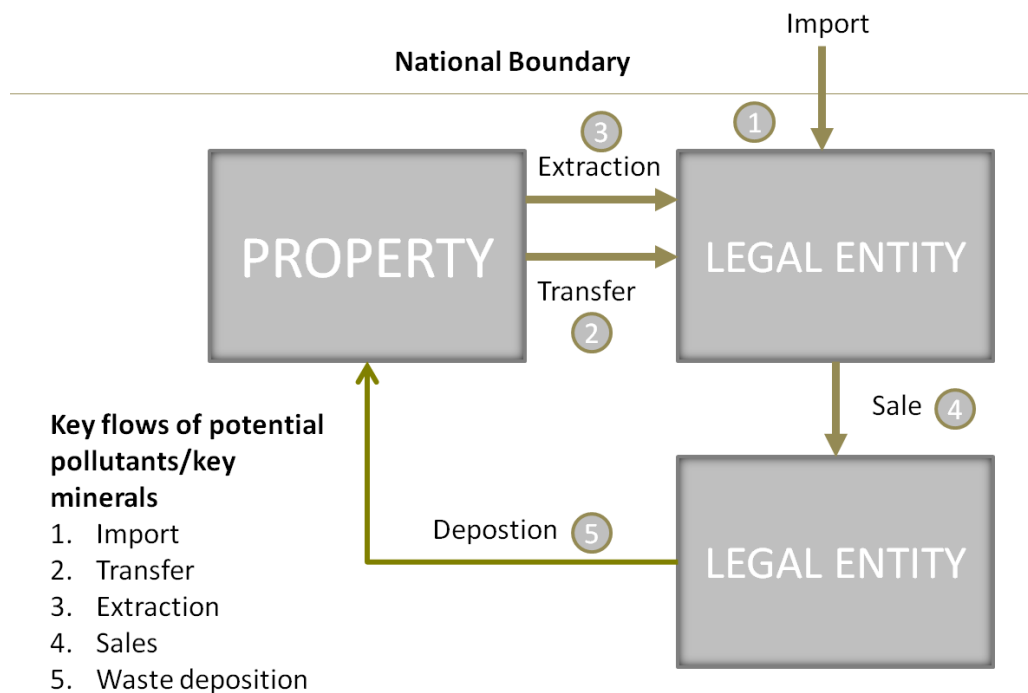 Import
National Boundary
1
3
Extraction
PROPERTY
LEGAL ENTITY
Transfer
2
Sale 4
Key flows of potential
pollutants/key
minerals
1. Import
2. Transfer
3. Extraction
4. Sales
5. Waste deposition
Depostion 5
LEGAL ENTITY